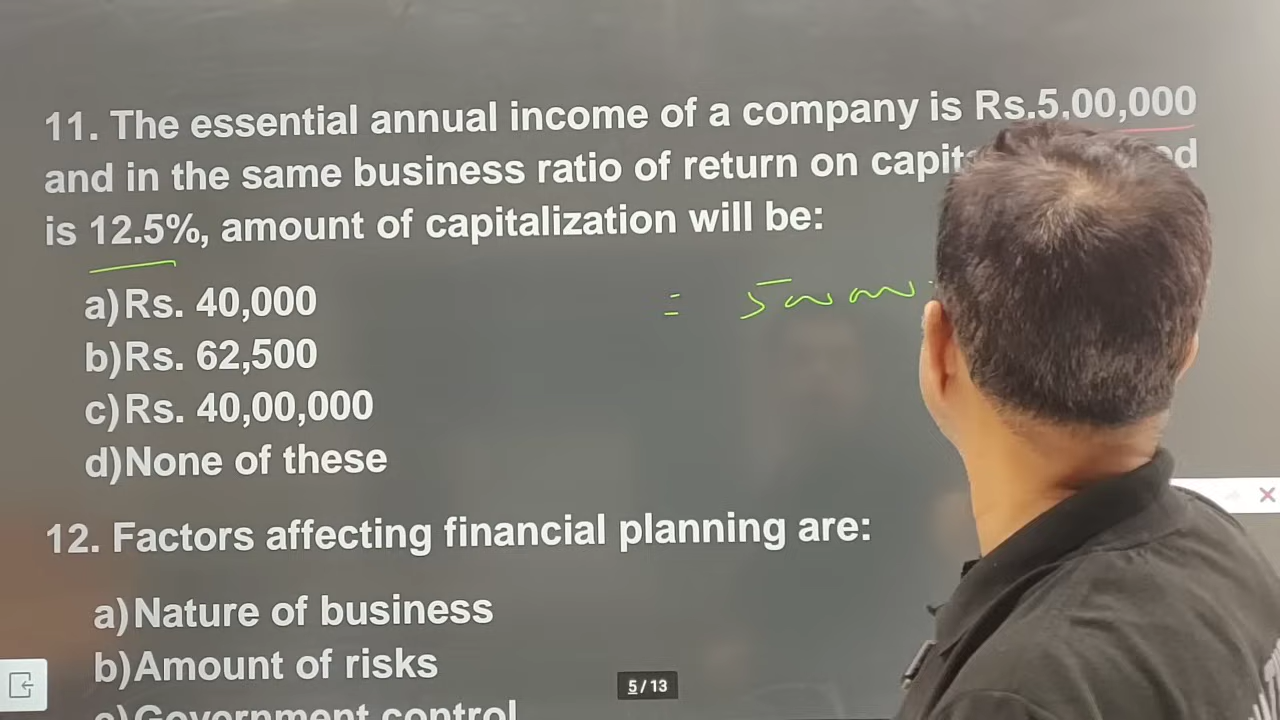 11. The essential annual income of a company is Rs.5,00,000
and in the same business ratio of return on
is 12.5%, amount of capitalization will be:
a)Rs. 40,000
=
b)Rs. 62,500
c)Rs. 40,00,000
d)None of these
12. Factors affecting financial planning are:
a)Nature of business
b)Amount of risks
c)Government control
5/13